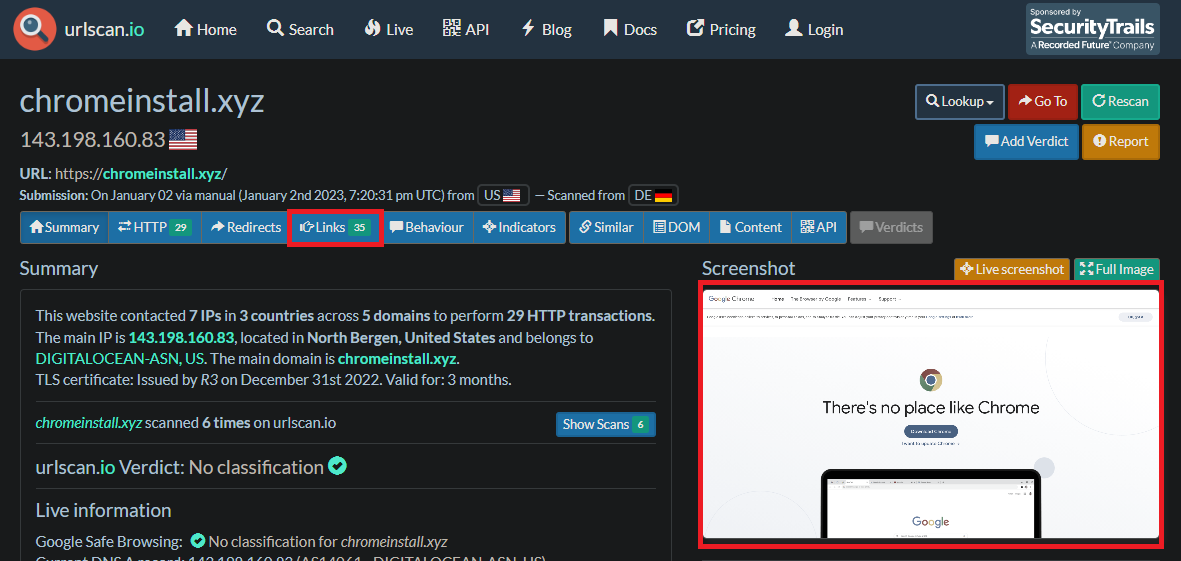 urlscan.io Home Search Live API Blog Docs Pricing Login
Sponsored by
SecurityTrails
A Recorded Future® Company
chromeinstall.xyz
Lookup Go To Rescan
143.198.160.83
Add Verdict Report
URL: https://chromeinstall.xyz/
Submission: On January 02 via manual (January 2nd 2023, 7:20:31 pm UTC) from US — Scanned from DE
Summary HTTP 29 Redirects Links 35 Behaviour Indicators Similar DOM Content API Verdicts
Summary
This website contacted 7 IPs in 3 countries across 5 domains to perform 29 HTTP transactions.
The main IP is 143.198.160.83, located in North Bergen, United States and belongs to
DIGITALOCEAN-ASN, US. The main domain is chromeinstall.xyz.
TLS certificate: Issued by R3 on December 31st 2022. Valid for: 3 months.
chromeinstall.xyz scanned 6 times on urlscan.io
Show Scans 6
urlscan.io Verdict: No classification
Live information
Google Safe Browsing: No classification for chromeinstall.xyz
Current DNS A record: 143.198.160.83 (AS14061 - DIGITALOCEAN-ASN, US)
Screenshot
Live screenshot Full Image
Google Chrome Home The Browser by Google Features Support
There's no place like Chrome
Download Chrome
I want to update Chrome
Google